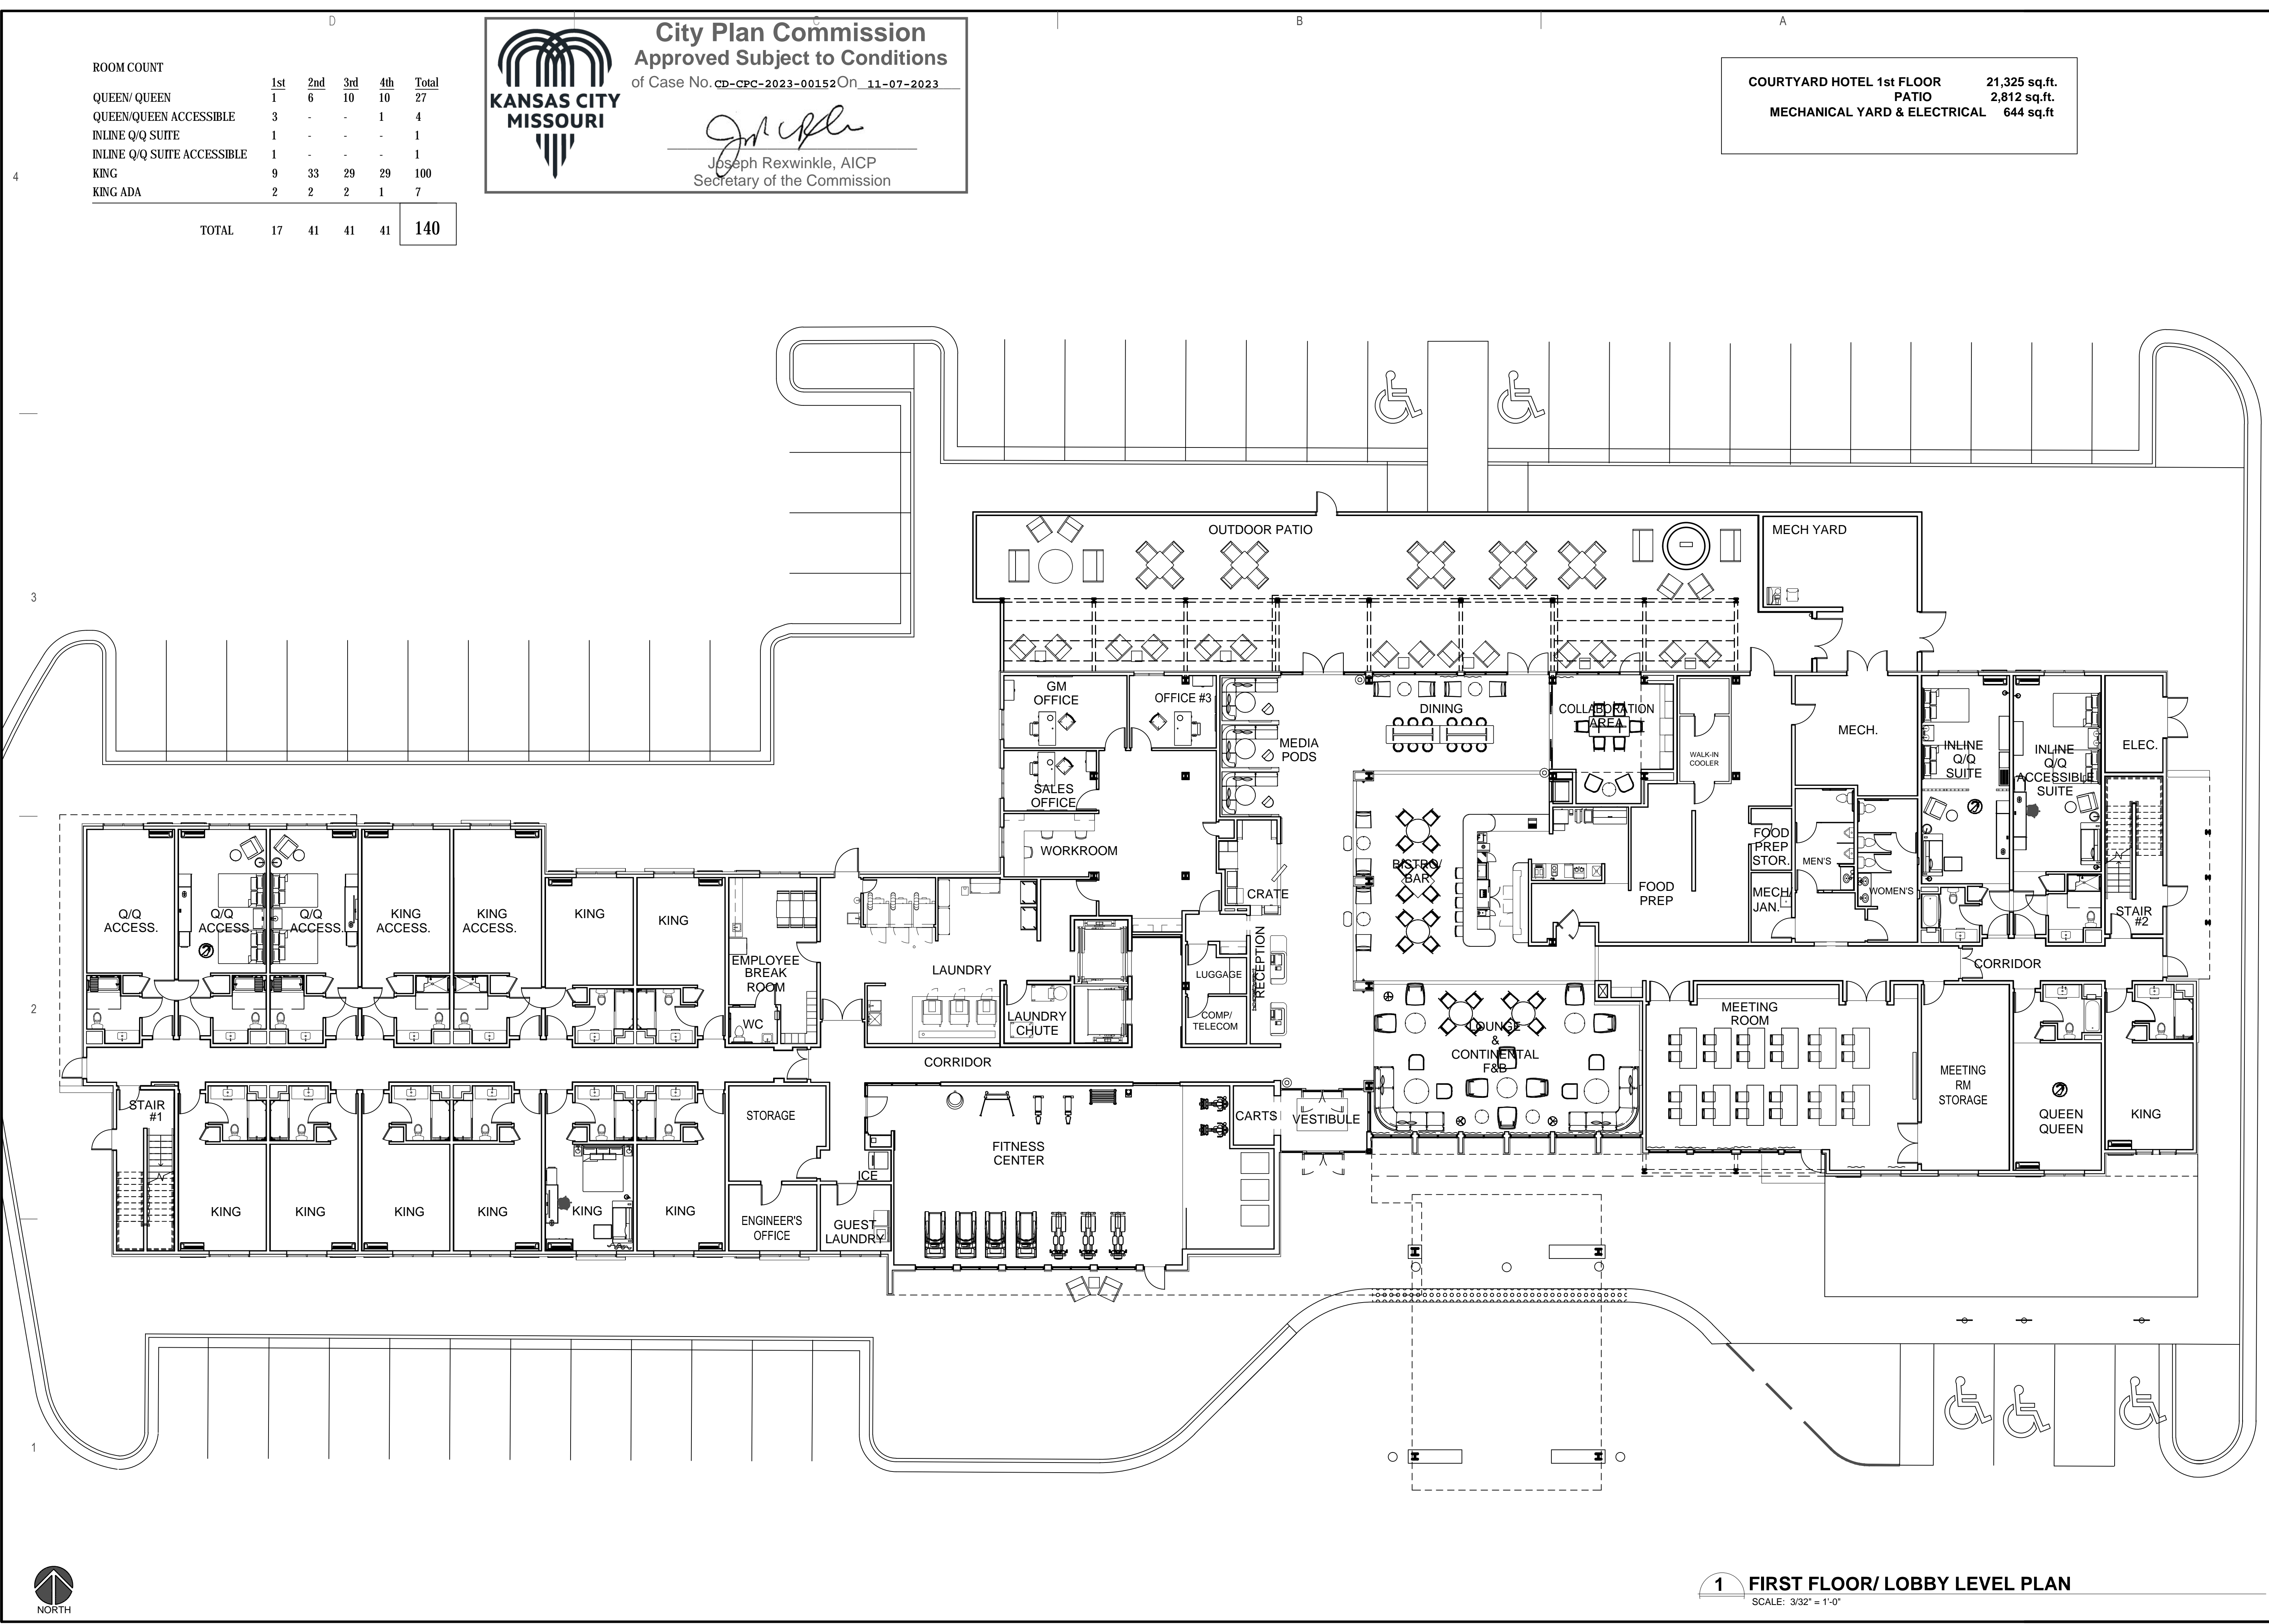 D
C
B
A
4
3
2
1
ROOM COUNT
1st 2nd 3rd 4th Total
QUEEN/ QUEEN 1 6 10 10 27
QUEEN/QUEEN ACCESSIBLE 3 - - 1 4
INLINE Q/Q SUITE 1 - - - 1
INLINE Q/Q SUITE ACCESSIBLE 1 - - - 1
KING 9 33 29 29 100
KING ADA 2 2 2 1 7
TOTAL 17 41 41 41 140
KANSAS CITY
MISSOURI
City Plan Commission
Approved Subject to Conditions
of Case No. CD-CPC-2023-00152 On 11-07-2023
Joseph Rexwinkle, AICP
Secretary of the Commission
COURTYARD HOTEL 1st FLOOR 21,325 sq.ft.
PATIO 2,812 sq.ft.
MECHANICAL YARD & ELECTRICAL 644 sq.ft
OUTDOOR PATIO
MECH YARD
GM
OFFICE
OFFICE #3
SALES
OFFICE
WORKROOM
MEDIA
PODS
DINING
COLLABORATION
AREA
WALK-IN
COOLER
MECH.
INLINE
Q/Q
SUITE
INLINE
Q/Q
ACCESSIBLE
SUITE
ELEC.
BISTRO/
BAR
CRATE
FOOD
PREP
FOOD
PREP
STOR.
MECH/
JAN.
MEN'S
WOMEN'S
STAIR
#2
Q/Q
ACCESS.
Q/Q
ACCESS.
Q/Q
ACCESS.
KING
ACCESS.
KING
ACCESS.
KING
KING
EMPLOYEE
BREAK
ROOM
WC
LAUNDRY
LAUNDRY
CHUTE
LUGGAGE
COMP/
TELECOM
RECEPTION
CORRIDOR
CORRIDOR
LOUNGE
&
CONTINENTAL
F&B
MEETING
ROOM
MEETING
RM
STORAGE
QUEEN
QUEEN
KING
STAIR
#1
KING
KING
KING
KING
KING
KING
STORAGE
ENGINEER'S
OFFICE
ICE
GUEST
LAUNDRY
FITNESS
CENTER
CARTS
VESTIBULE
NORTH
1 FIRST FLOOR/ LOBBY LEVEL PLAN
SCALE: 3/32" = 1'-0"